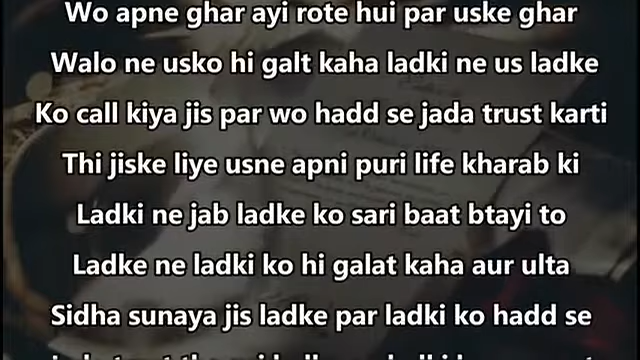 Wo apne ghar ayi rote hui par uske ghar
Walo ne usko hi galt kaha ladki ne us ladke
Ko call kiya jis par wo hadd se jada trust karti
Thi jiske liye usne apni puri life kharab ki
Ladki ne jab ladke ko sari baat btayi to
Ladke ne ladki ko hi galat kaha aur ulta
Sidha sunaya jis ladke par ladki ko hadd se